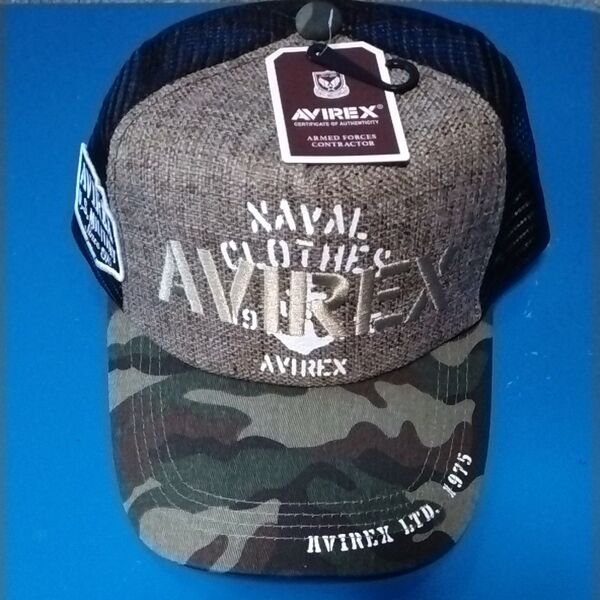 AVIREX®
CERTIFICATE OF AUTHENTICITY
ARMED FORCES
CONTRACTOR
NAVAL
CLOTHES
AVIREX
AVIREX
AVIREX LTD. 1975